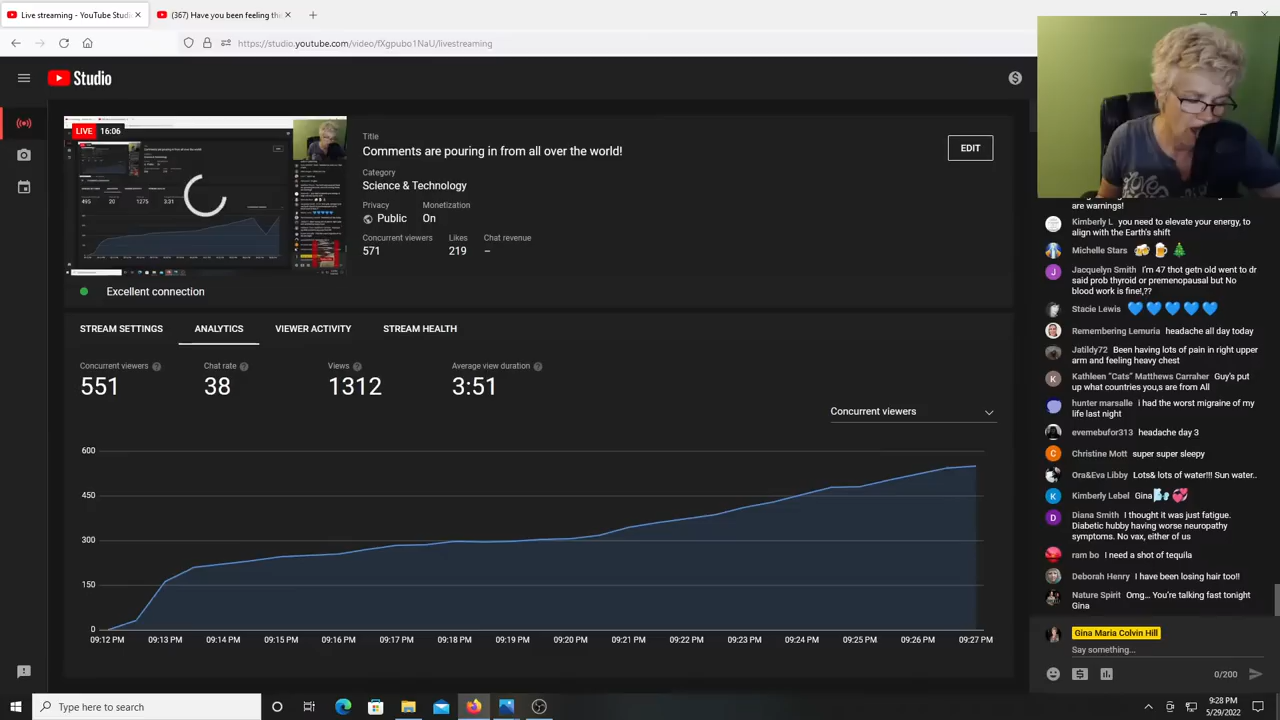 Live streaming - YouTube Stud
(367) Have you been feeling the
https://studio.youtube.com/video/fXgpubo1NaU/livestreaming
Studio
LIVE 16:06
Title
Comments are pouring in from all over the world!
EDIT
Category
Science & Technology
Privacy
Monetization
Public
On
Concurrent viewers
Likes
Chat revenue
571
219
Excellent connection
STREAM SETTINGS
ANALYTICS
VIEWER ACTIVITY
STREAM HEALTH
Concurrent viewers
Chat rate
Views
Average view duration
551
38
1312
3:51
Concurrent viewers
600
450
300
150
0
09:12 PM
09:13 PM
09:14 PM
09:15 PM
09:16 PM
09:17 PM
09:18 PM
09:19 PM
09:20 PM
09:21 PM
09:22 PM
09:23 PM
09:24 PM
09:25 PM
09:26 PM
09:27 PM
are warnings!
Kimberly L you need to elevate your energy, to
align with the Earth's shift
Michelle Stars 🍻🍺🎄
Jacquelyn Smith I'm 47 thot getn old went to dr
said prob thyroid or premenopausal but No
blood work is fine!,??
Stacie Lewis 💙💙💙💙💙
Remembering Lemuria headache all day today
Jatildy72 Been having lots of pain in right upper
arm and feeling heavy chest
Kathleen "Cats" Matthews Carraher Guy's put
up what countries you,s are from All
hunter marsalle i had the worst migraine of my
life last night
evemebufor313 headache day 3
Christine Mott super super sleepy
Ora&Eva Libby Lots& lots of water!!! Sun water..
Kimberly Lebel Gina🌬️💞
Diana Smith I thought it was just fatigue.
Diabetic hubby having worse neuropathy
symptoms. No vax, either of us
ram bo I need a shot of tequila
Deborah Henry I have been losing hair too!!
Nature Spirit Omg... You're talking fast tonight
Gina
Gina Maria Colvin Hill
Say something...
0/200
Type here to search
9:28 PM
5/29/2022